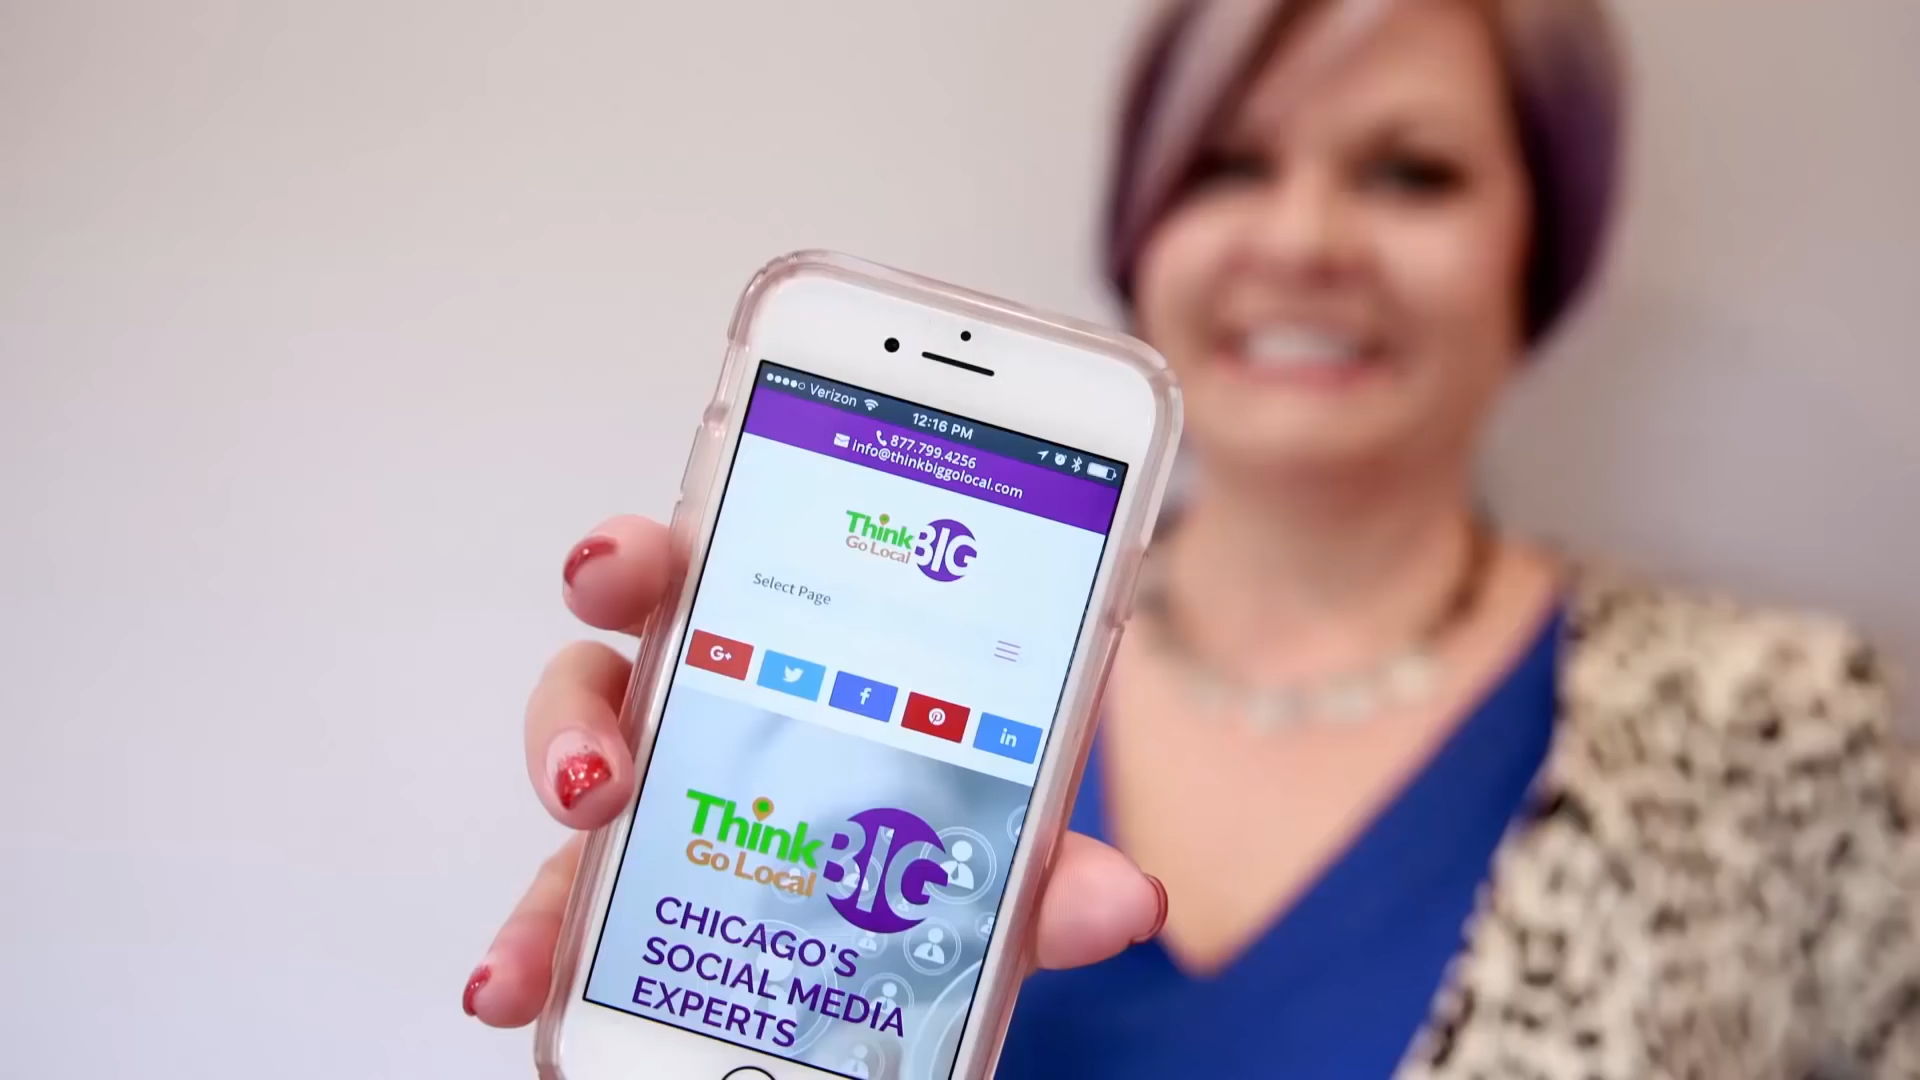 Verizon 12:16 PM
877.799.4256
info@thinkbiggolocal.com
Think BIG
Go Local
Select Page
G+
f
in
Think BIG
Go Local
CHICAGO'S
SOCIAL MEDIA
EXPERTS